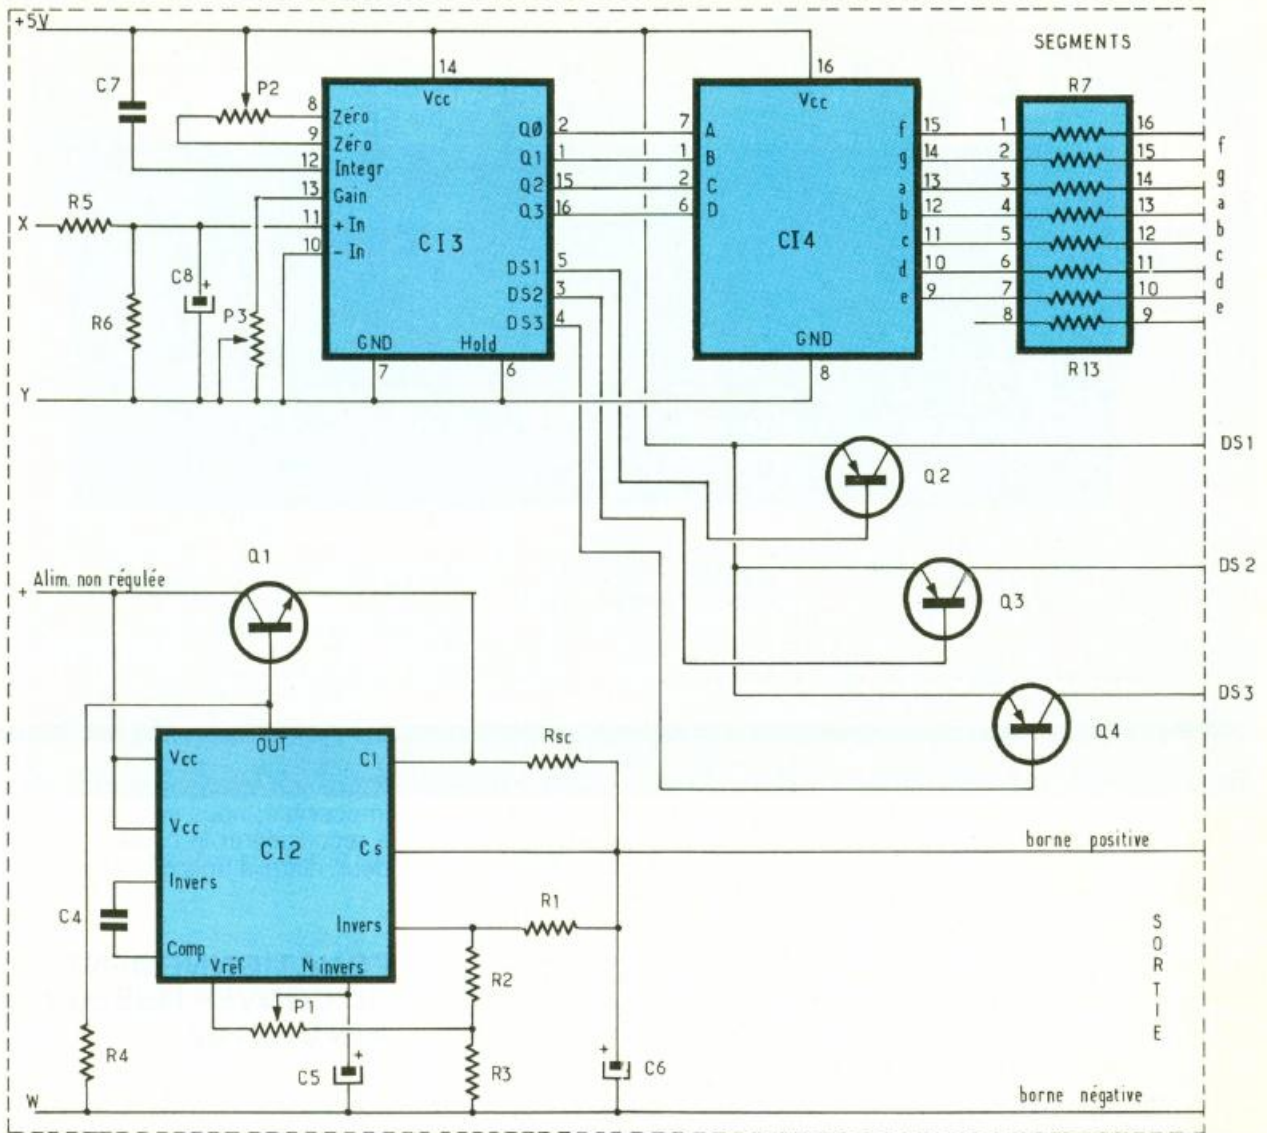 +5V
SEGMENTS
C7
P2
14
Vcc
16
Vcc
R7
8 Zéro
9 Zéro
12 Integr
13 Gain
11 + In
10 - In
CI3
GND
7
Hold
6
QØ 2
Q1 1
Q2 15
Q3 16
DS1 5
DS2 3
DS3 4
7 A
1 B
2 C
6 D
CI4
GND
8
f 15
g 14
a 13
b 12
c 11
d 10
e 9
1 16 f
2 15 g
3 14 a
4 13 b
5 12 c
6 11 d
7 10 e
8 9
R13
X
R5
R6
C8
+
P3
Y
DS1
Q2
DS2
Q3
DS3
Q4
Q1
Alim. non régulée
+
OUT
Vcc
Vcc
CI2
Cl
Cs
Invers
Comp
Vréf
N invers
Invers
Rsc
borne positive
R1
C4
R2
P1
R4
C5
+
R3
+
C6
SORTIE
W
borne négative